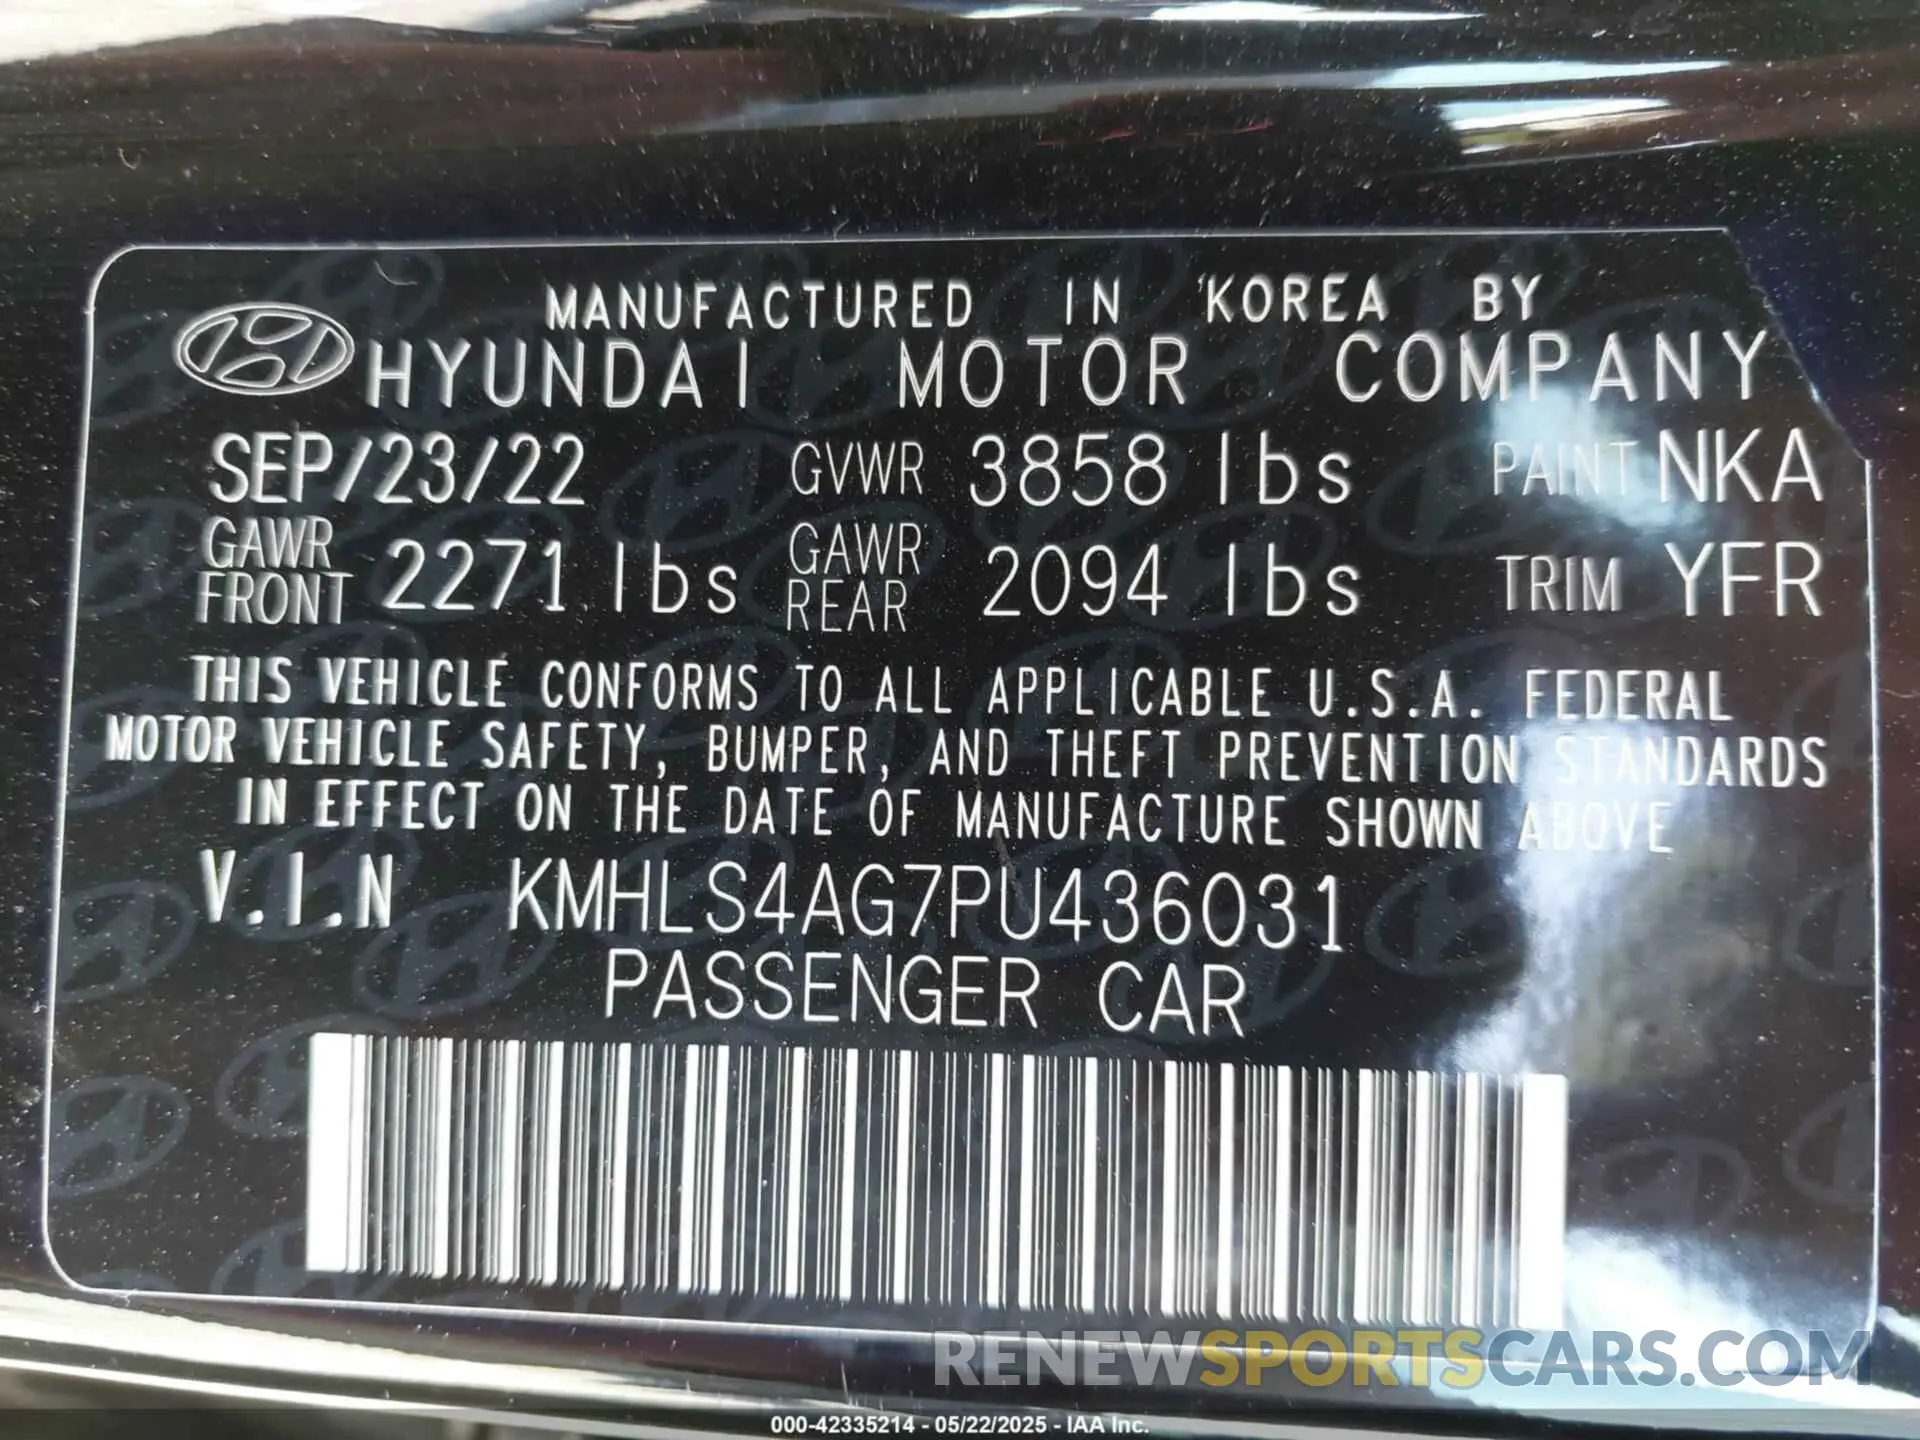 MANUFACTURED IN KOREA BY
HYUNDAI MOTOR COMPANY
SEP/23/22 GVWR 3858 lbs PAINT NKA
GAWR FRONT 2271 lbs GAWR REAR 2094 lbs TRIM YFR
THIS VEHICLE CONFORMS TO ALL APPLICABLE U.S.A. FEDERAL
MOTOR VEHICLE SAFETY, BUMPER, AND THEFT PREVENTION STANDARDS
IN EFFECT ON THE DATE OF MANUFACTURE SHOWN ABOVE
V.I.N KMHLS4AG7PU436031
PASSENGER CAR
RENEWSPORTSCARS.COM
000-42335214 - 05/22/2025 - IAA Inc.